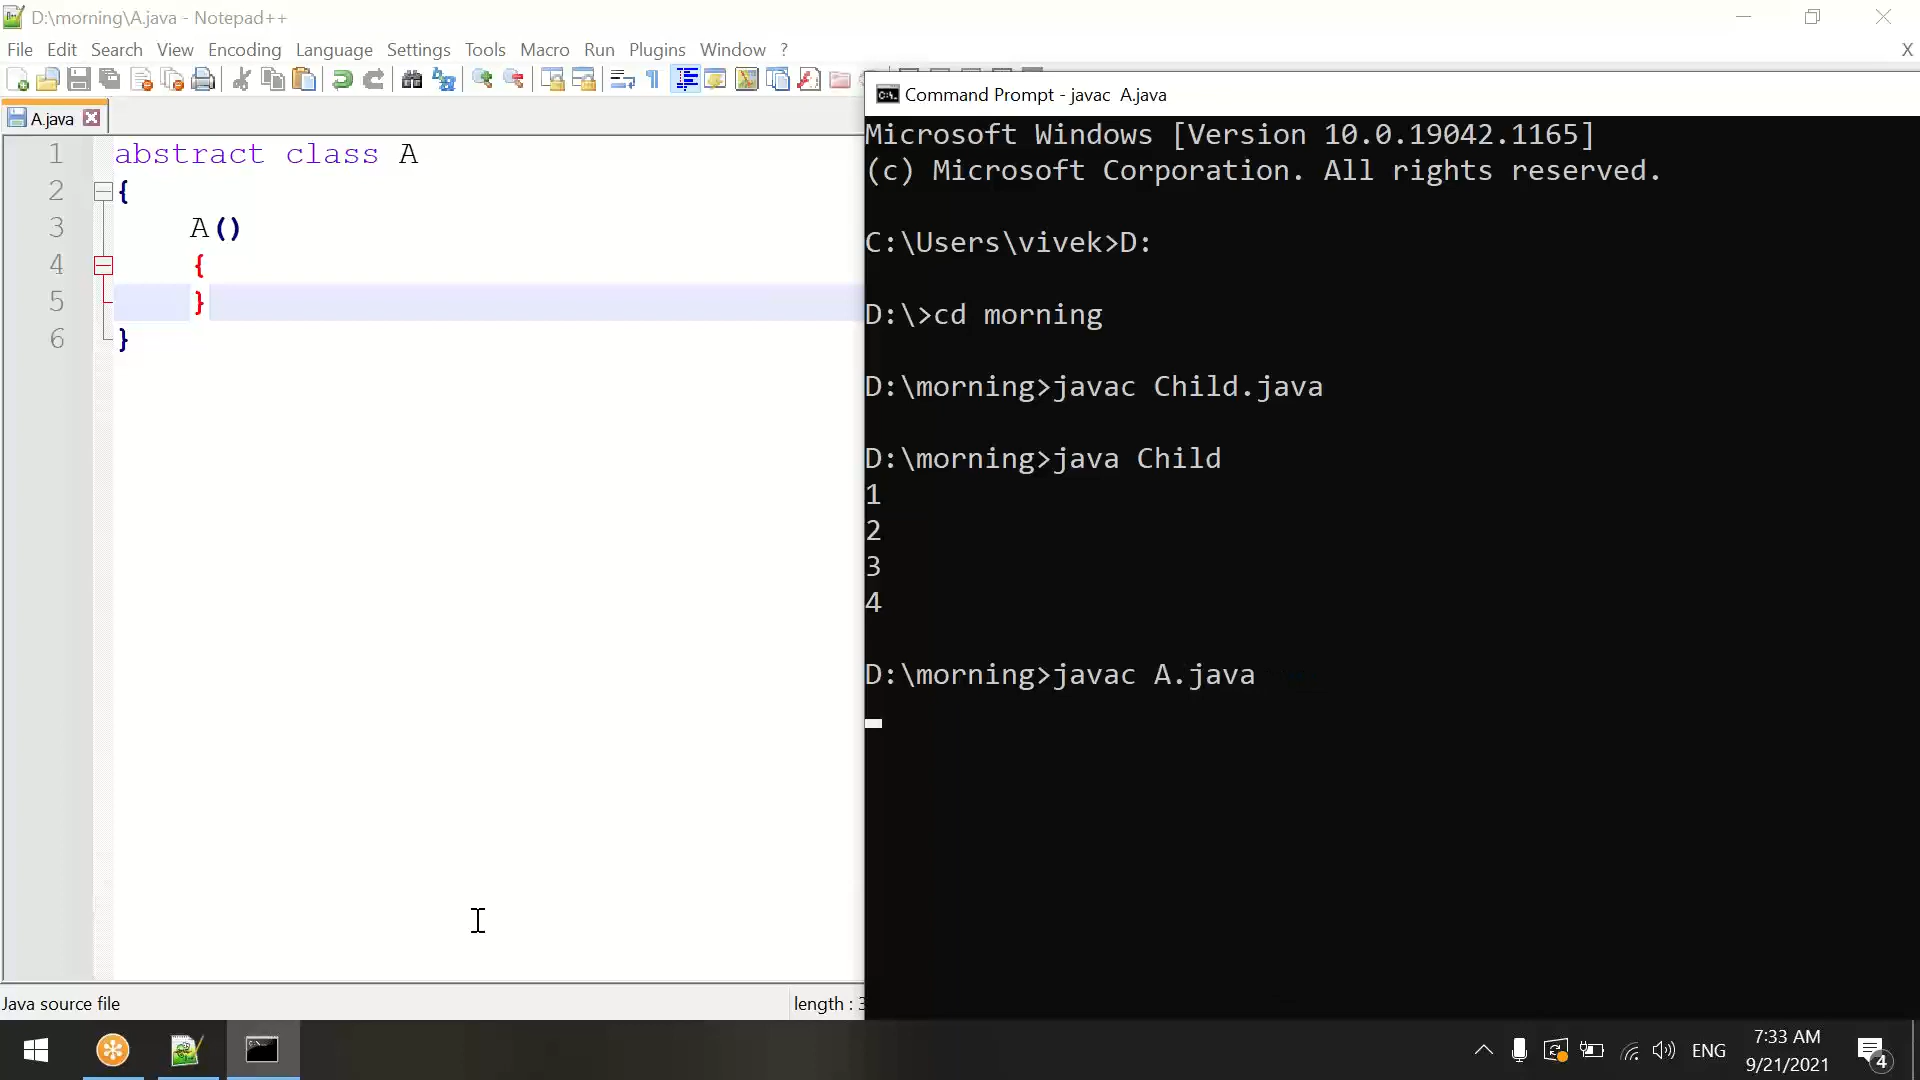 D:\morning\A.java - Notepad++
File Edit Search View Encoding Language Settings Tools Macro Run Plugins Window ? X
A.java
1 abstract class A
2 {
3 A()
4 {
5 }
6 }
Java source file
length : 3
Command Prompt - javac  A.java
Microsoft Windows [Version 10.0.19042.1165]
(c) Microsoft Corporation. All rights reserved.
C:\Users\vivek>D:
D:\>cd morning
D:\morning>javac Child.java
D:\morning>java Child
1
2
3
4
D:\morning>javac A.java
ENG
7:33 AM
9/21/2021
4